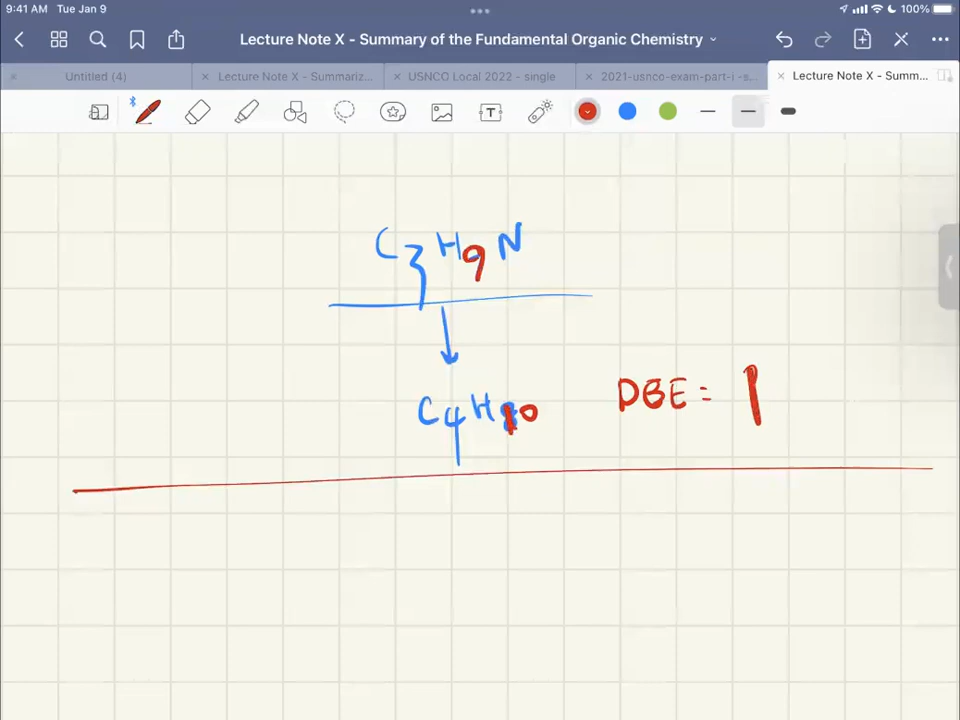 9:41 AM Tue Jan 9 100%
Lecture Note X - Summary of the Fundamental Organic Chemistry
Untitled (4) Lecture Note X - Summariz... USNCO Local 2022 - single 2021-usnco-exam-part-i -s... Lecture Note X - Summ...
T
C3H9N
C4H10 DBE = 1